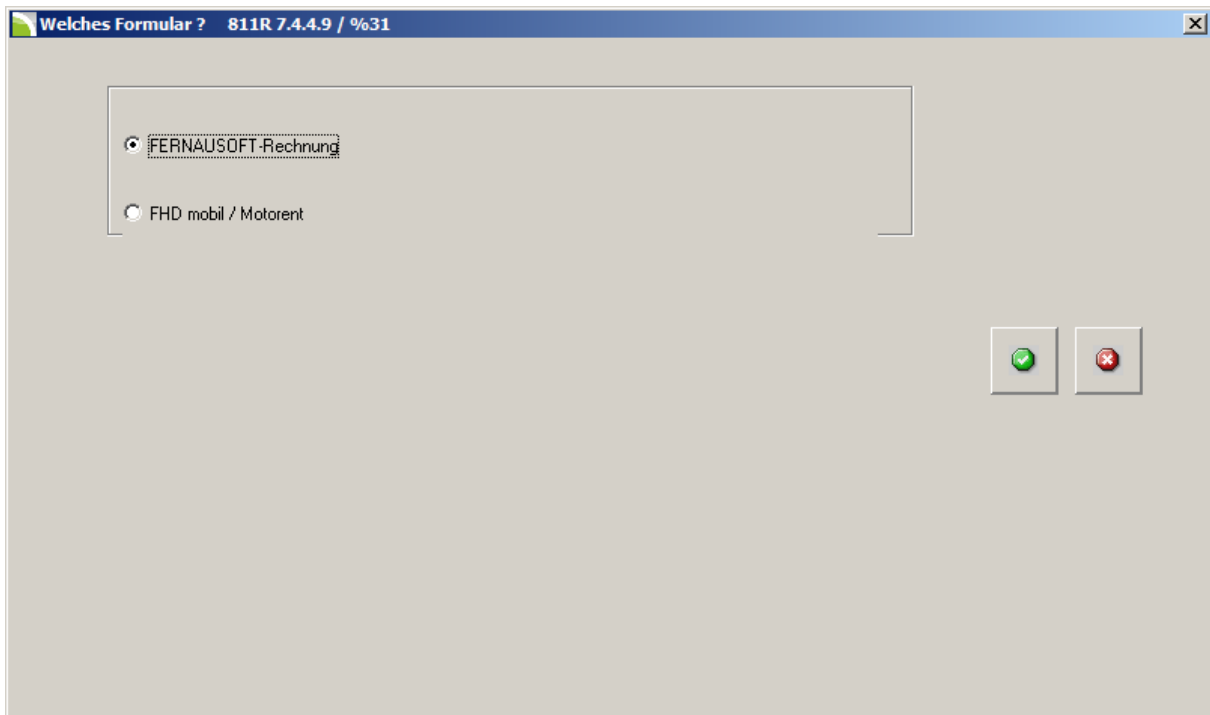 Welches Formular ? 811R 7.4.4.9 / %31
FERNAUSOFT-Rechnung
FHD mobil / Motorent